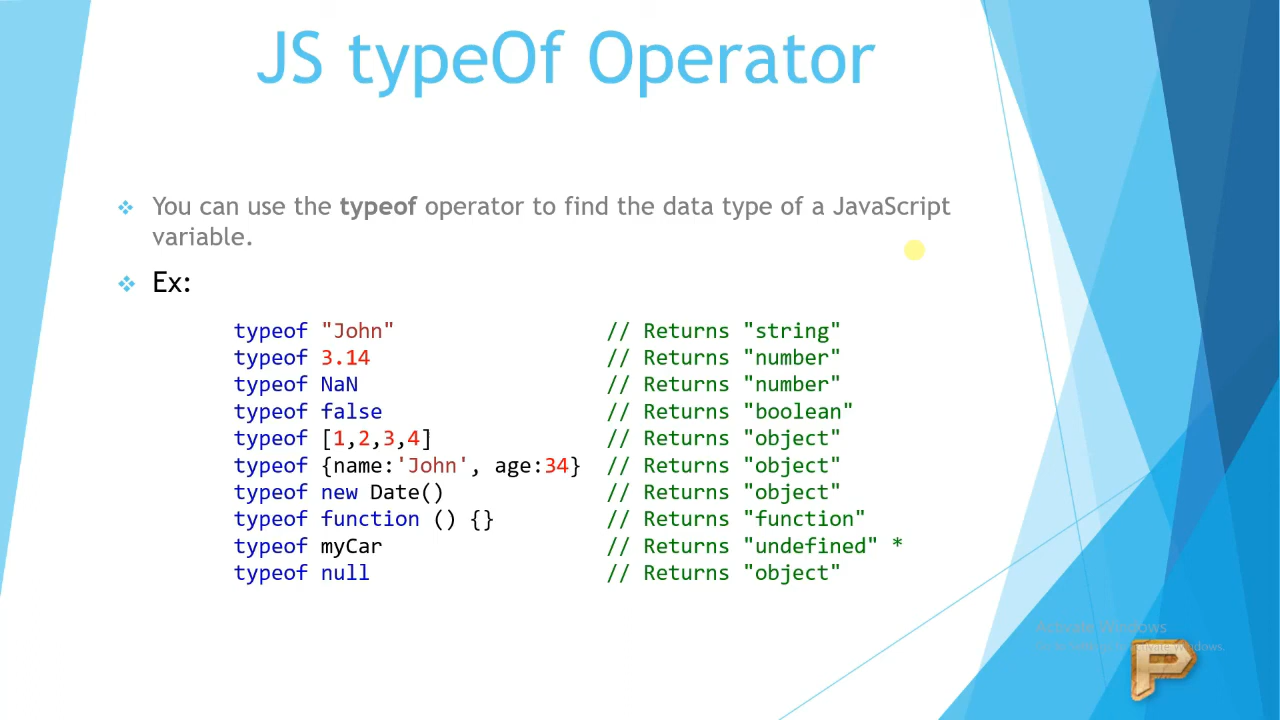 JS typeOf Operator
You can use the typeof operator to find the data type of a JavaScript
variable.
Ex:
typeof "John" // Returns "string"
typeof 3.14 // Returns "number"
typeof NaN // Returns "number"
typeof false // Returns "boolean"
typeof [1,2,3,4] // Returns "object"
typeof {name:'John', age:34} // Returns "object"
typeof new Date() // Returns "object"
typeof function () {} // Returns "function"
typeof myCar // Returns "undefined" *
typeof null // Returns "object"
Activate Windows
P